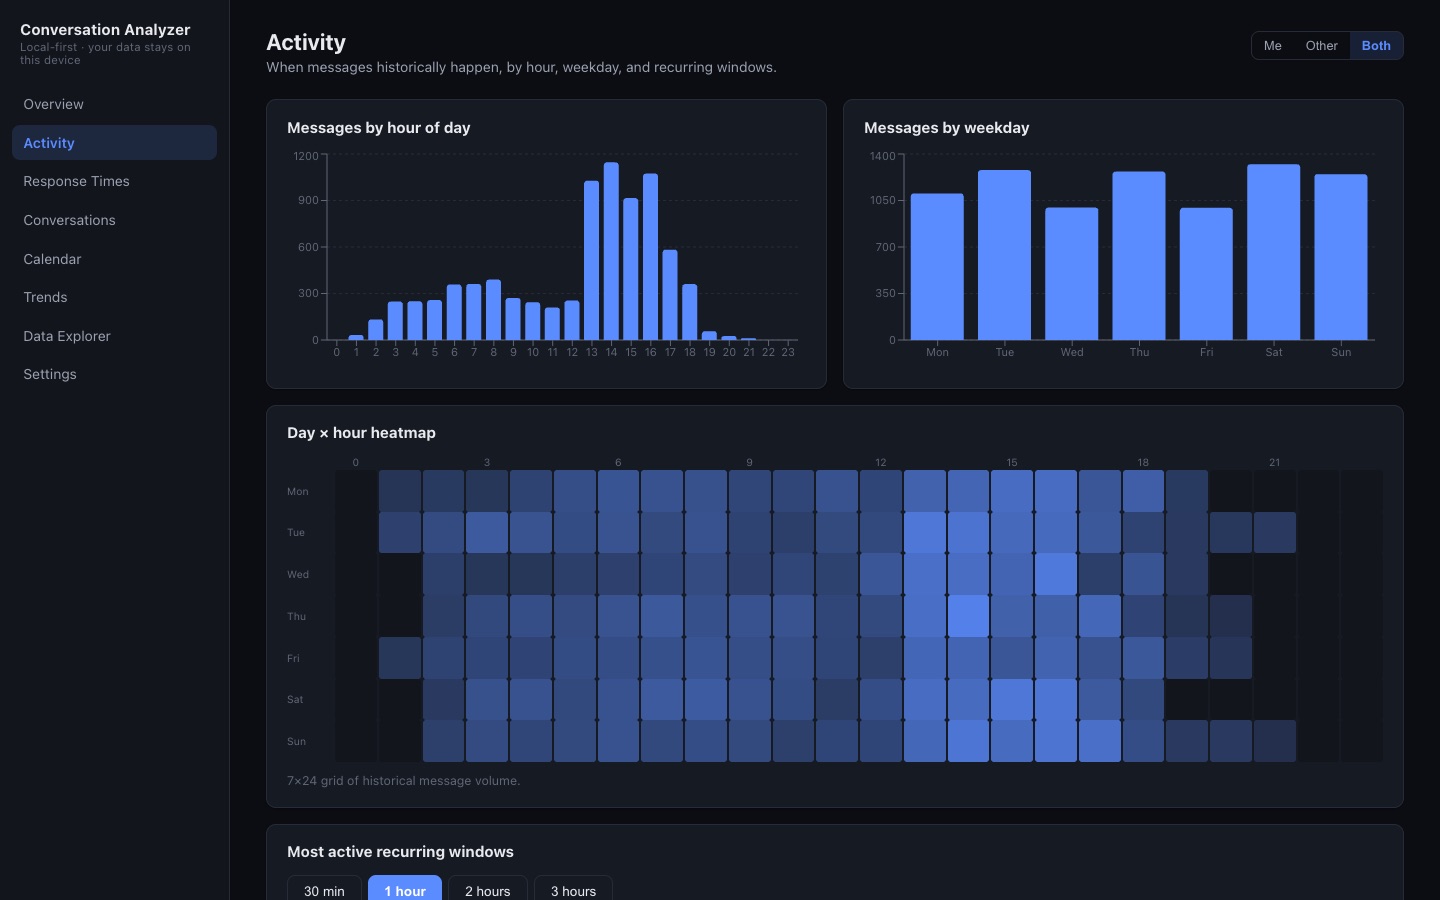 Conversation Analyzer
Local-first · your data stays on
this device
Overview
Activity
Response Times
Conversations
Calendar
Trends
Data Explorer
Settings
Activity
When messages historically happen, by hour, weekday, and recurring windows.
Me Other Both
Messages by hour of day
1200
900
600
300
0
0 1 2 3 4 5 6 7 8 9 10 11 12 13 14 15 16 17 18 19 20 21 22 23
Messages by weekday
1400
1050
700
350
0
Mon Tue Wed Thu Fri Sat Sun
Day × hour heatmap
0 3 6 9 12 15 18 21
Mon
Tue
Wed
Thu
Fri
Sat
Sun
7×24 grid of historical message volume.
Most active recurring windows
30 min 1 hour 2 hours 3 hours